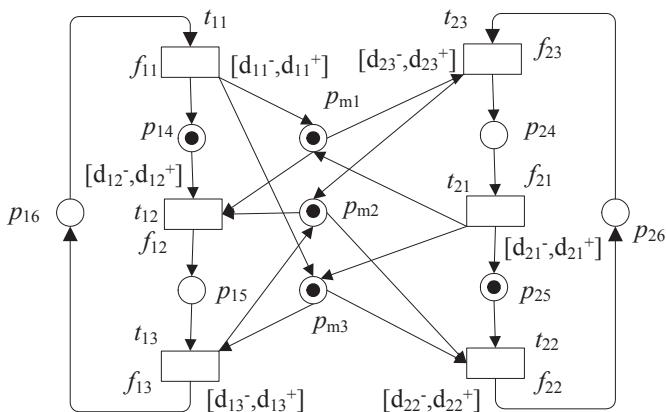 t11 t23
f11 [d11-,d11+] [d23-,d23+] f23
pm1
p14 p24
[d12-,d12+] t21 f21
p16 t12 pm2 p26
f12 [d21-,d21+]
p15 p25
pm3
t13 t22
f13 f22
[d13-,d13+] [d22-,d22+]